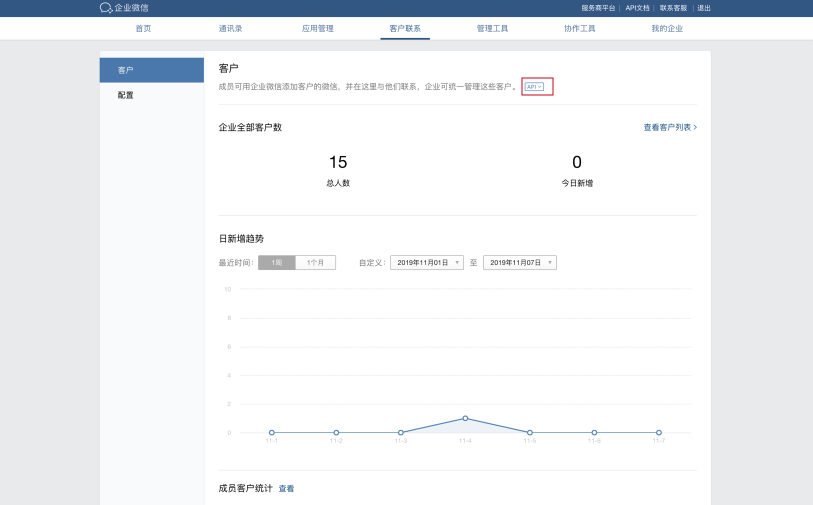 企业微信
服务商平台 | API文档 | 联系客服 | 退出
首页 通讯录 应用管理 客户联系 管理工具 协作工具 我的企业
客户
配置
客户
成员可用企业微信添加客户的微信，并在这里与他们联系，企业可统一管理这些客户。 API
企业全部客户数 查看客户列表 >
15 0
总人数 今日新增
日新增趋势
最近时间： 1周 1个月 自定义： 2019年11月01日 至 2019年11月07日
10
8
6
4
2
0
11-1 11-2 11-3 11-4 11-5 11-6 11-7
成员客户统计 查看